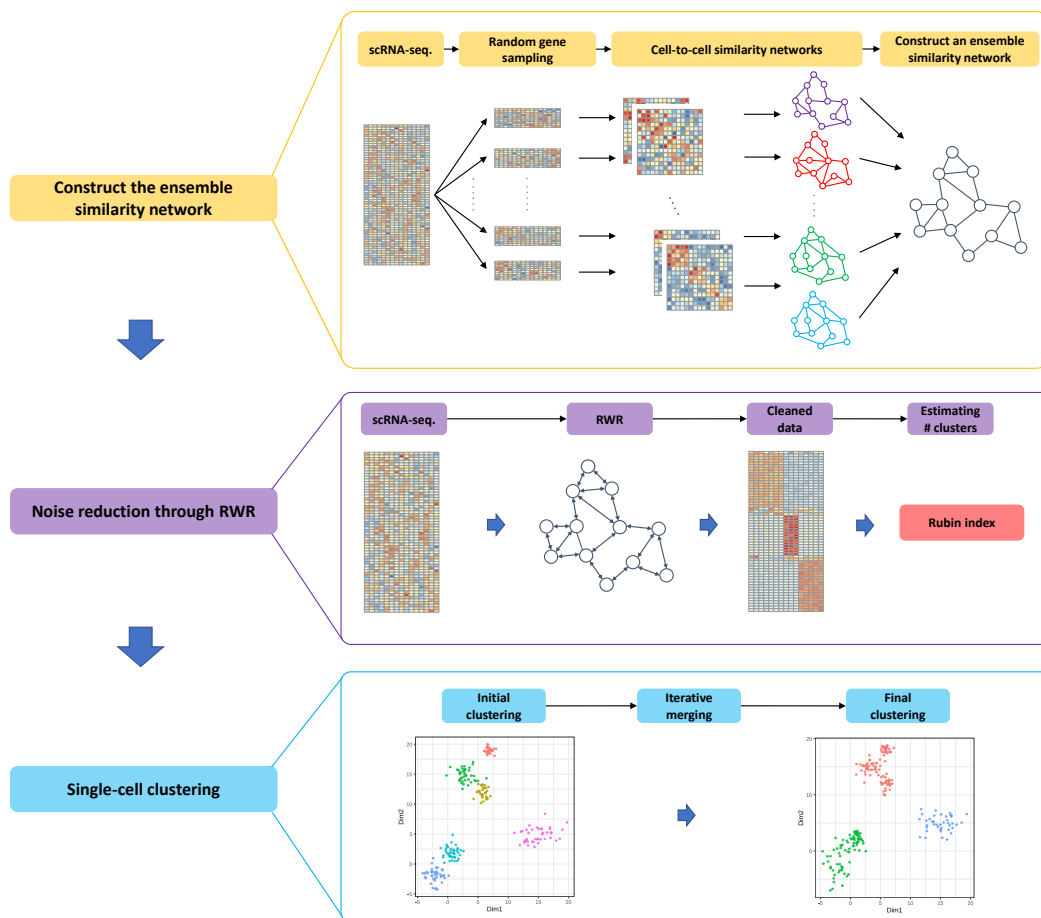 scRNA-seq.
Random gene
sampling
Cell-to-cell similarity networks
Construct an ensemble
similarity network
Construct the ensemble
similarity network
scRNA-seq.
RWR
Cleaned
data
Estimating
# clusters
Noise reduction through RWR
Rubin index
Initial
clustering
Iterative
merging
Final
clustering
Single-cell clustering
20
15
10
5
0
-5
Dim2
-5
0
5
10
15
20
Dim1
20
10
0
Dim2
-5
0
5
10
15
20
Dim1